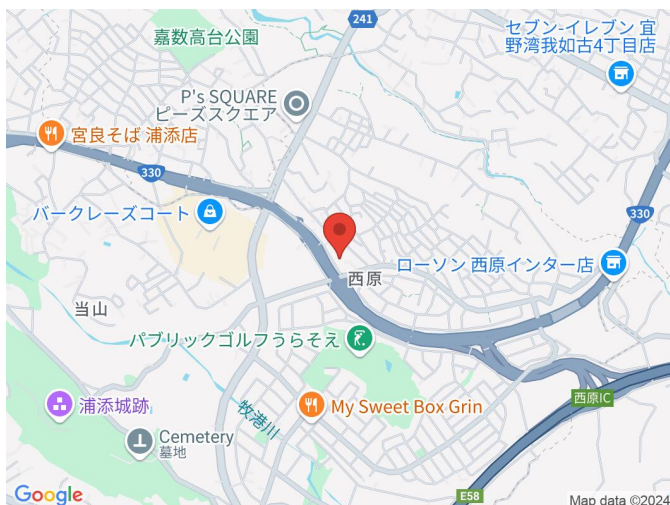 241
嘉数高台公園
セブン-イレブン 宜
野湾我如古4丁目店
P's SQUARE
ピーズスクエア
宮良そば 浦添店
330
バークレーズコート
330
ローソン 西原インター店
西原
当山
パブリックゴルフうらそえ
浦添城跡
牧港川
My Sweet Box Grin
西原IC
Cemetery
墓地
E58
Google
Map data ©2024